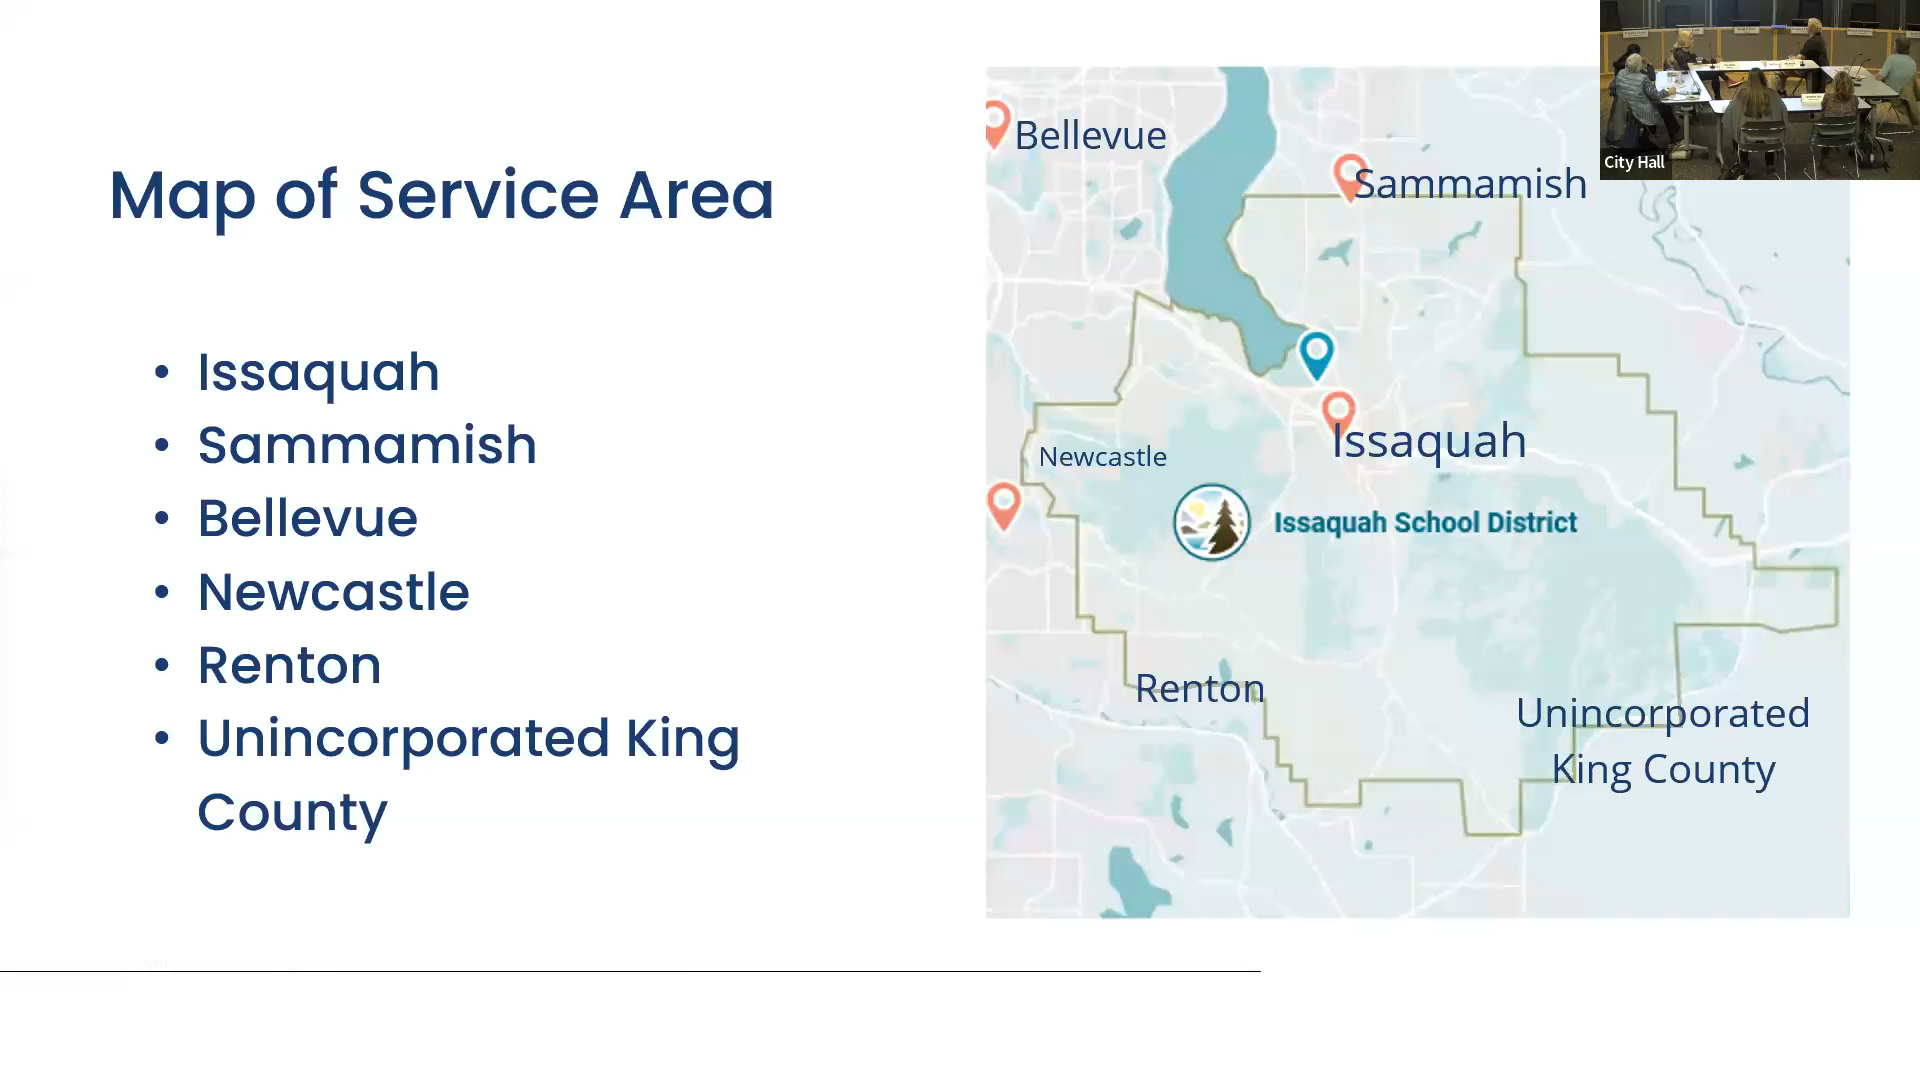 Map of Service Area
• Issaquah
• Sammamish
• Bellevue
• Newcastle
• Renton
• Unincorporated King
County
Bellevue
Sammamish
Issaquah
Newcastle
Issaquah School District
Renton
Unincorporated
King County
City Hall